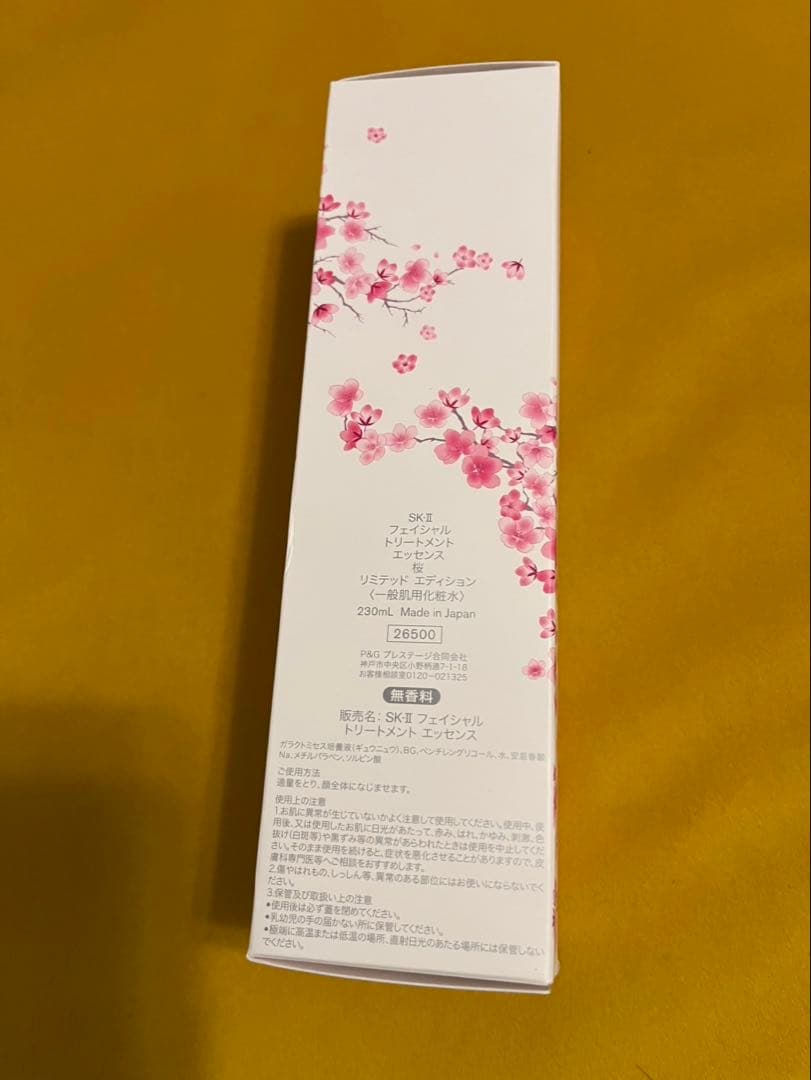 SK-II
フェイシャル
トリートメント
エッセンス
桜
リミテッド エディション
〈一般肌用化粧水〉
230mL Made in Japan
26500
P&G プレステージ合同会社
神戸市中央区小野柄通7-1-18
お客様相談室0120-021325
無香料
販売名: SK-II フェイシャル
トリートメント エッセンス
ガラクトミセス培養液(ギュウニュウ)、BG、ペンチレングリコール、水、安息香酸
Na、メチルパラベン、ソルビン酸
ご使用方法
適量をとり、顔全体になじませます。
使用上の注意
1.お肌に異常が生じていないかよく注意して使用してください。使用中、使
用後、又は使用したお肌に日光があたって、赤み、はれ、かゆみ、刺激、色
抜け(白斑等)や黒ずみ等の異常があらわれたときは使用を中止してくだ
さい。そのまま使用を続けると、症状を悪化させることがありますので、皮
膚科専門医等へご相談をおすすめします。
2.傷やはれもの、しっしん等、異常のある部位にはお使いにならないでく
ださい。
3.保管及び取扱い上の注意
●使用後は必ず蓋を閉めてください。
●乳幼児の手の届かない所に保管してください。
●極端に高温または低温の場所、直射日光のあたる場所には保管しない
でください。